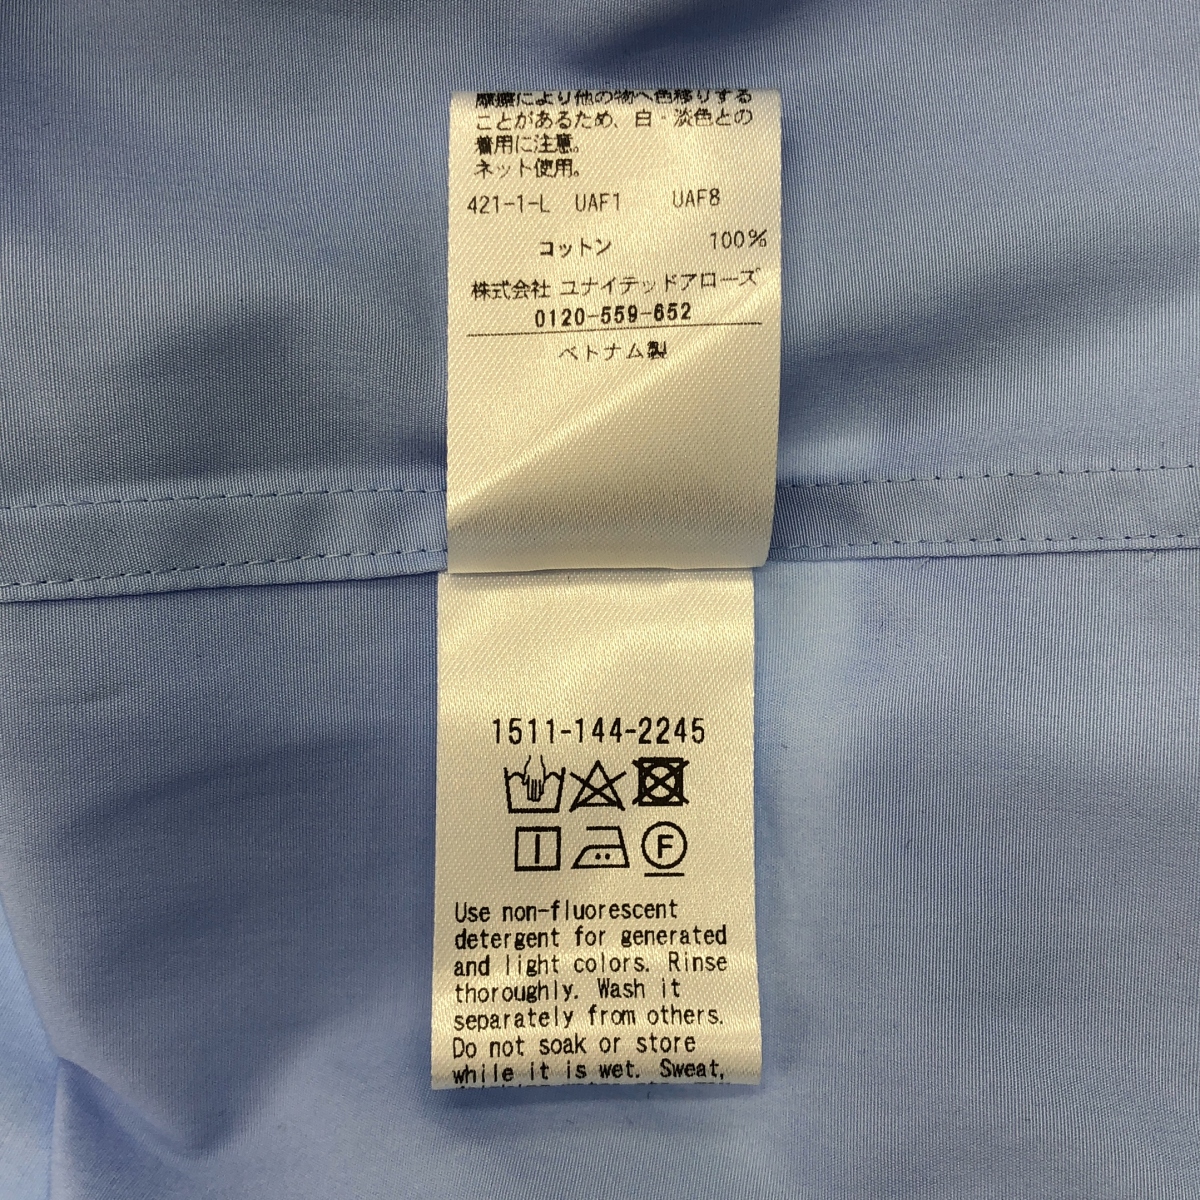 摩擦により他の物へ色移りする
ことがあるため、白・淡色との
着用に注意。
ネット使用。
421-1-L UAF1 UAF8
コットン 100%
株式会社 ユナイテッドアローズ
0120-559-652
ベトナム製
1511-144-2245
F
Use non-fluorescent
detergent for generated
and light colors. Rinse
thoroughly. Wash it
separately from others.
Do not soak or store
while it is wet. Sweat,